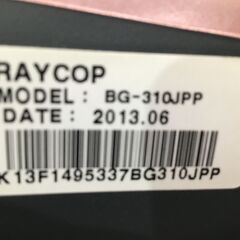 RAYCOP
MODEL: BG-310JPP
DATE: 2013.06
K13F1495337BG310JPP